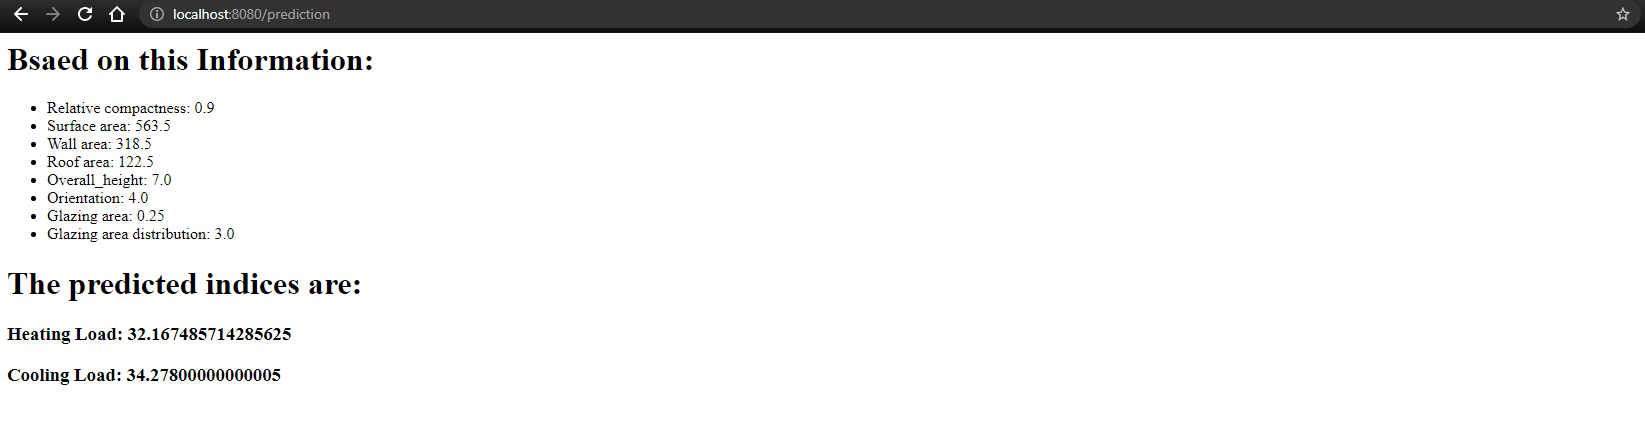 localhost:8080/prediction
Bsaed on this Information:
Relative compactness: 0.9
Surface area: 563.5
Wall area: 318.5
Roof area: 122.5
Overall_height: 7.0
Orientation: 4.0
Glazing area: 0.25
Glazing area distribution: 3.0
The predicted indices are:
Heating Load: 32.167485714285625
Cooling Load: 34.27800000000005